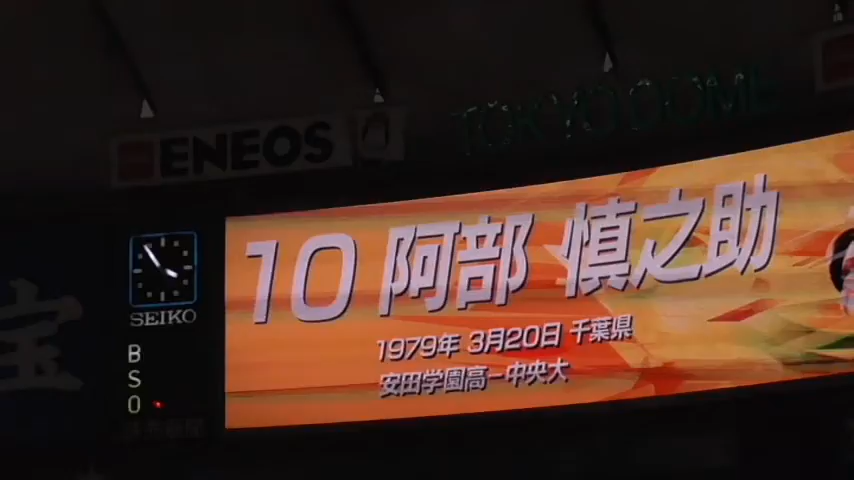 ENEOS
TOKYO DOME
10 阿部 慎之助
1979年 3月20日 千葉県
安田学園高－中央大
SEIKO
B
S
O
宝